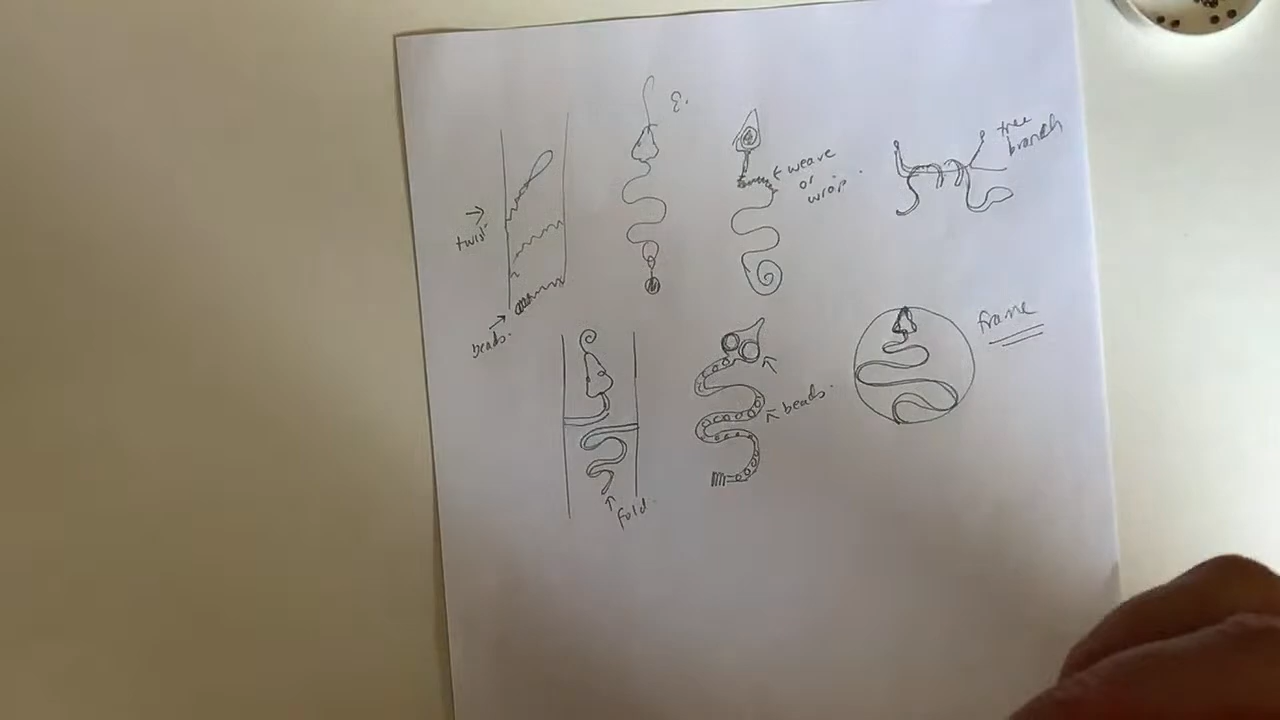 twist
beads.
E.
weave
or
wrap.
tree
branch
fold.
beads.
frame